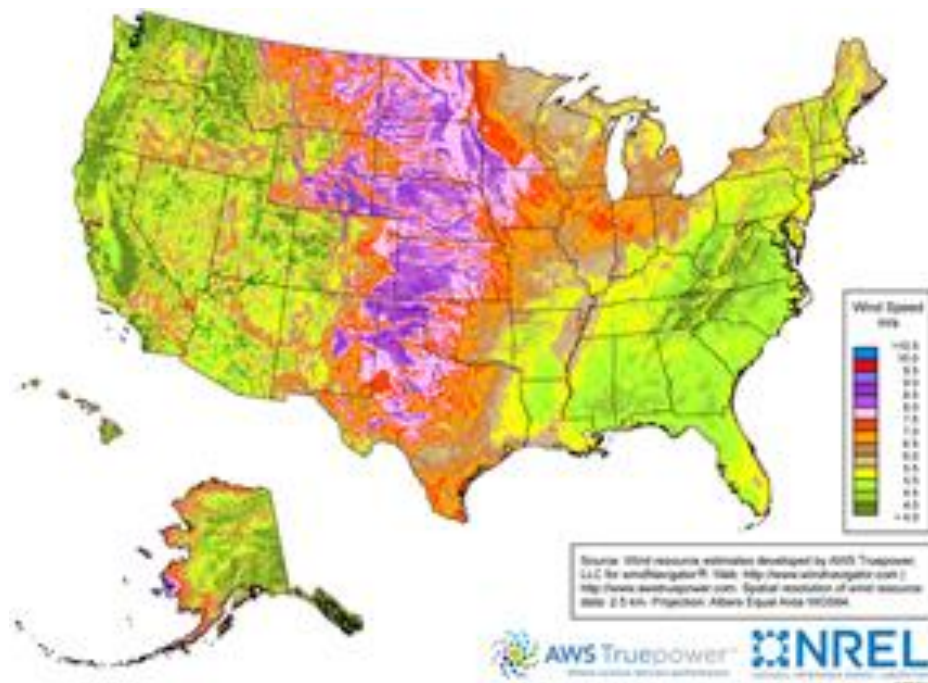 Wind Speed
m/s
>10.5
10.0
9.5
9.0
8.5
8.0
7.5
7.0
6.5
6.0
5.5
5.0
4.5
4.0
< 4.0
Source: Wind resource estimates developed by AWS Truepower,
LLC for windNavigator®. Web: http://www.windnavigator.com |
http://www.awstruepower.com. Spatial resolution of wind resource
data: 2.5 km. Projection: Albers Equal Area WGS84.
AWS Truepower™
NREL